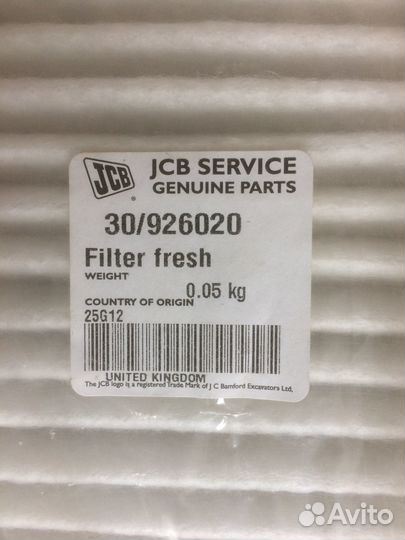 JCB
JCB SERVICE
GENUINE PARTS
30/926020
Filter fresh
WEIGHT
0.05 kg
COUNTRY OF ORIGIN
25G12
UNITED KINGDOM
The JCB logo is a registered Trade Mark of J C Bamford Excavators Ltd,
Avito